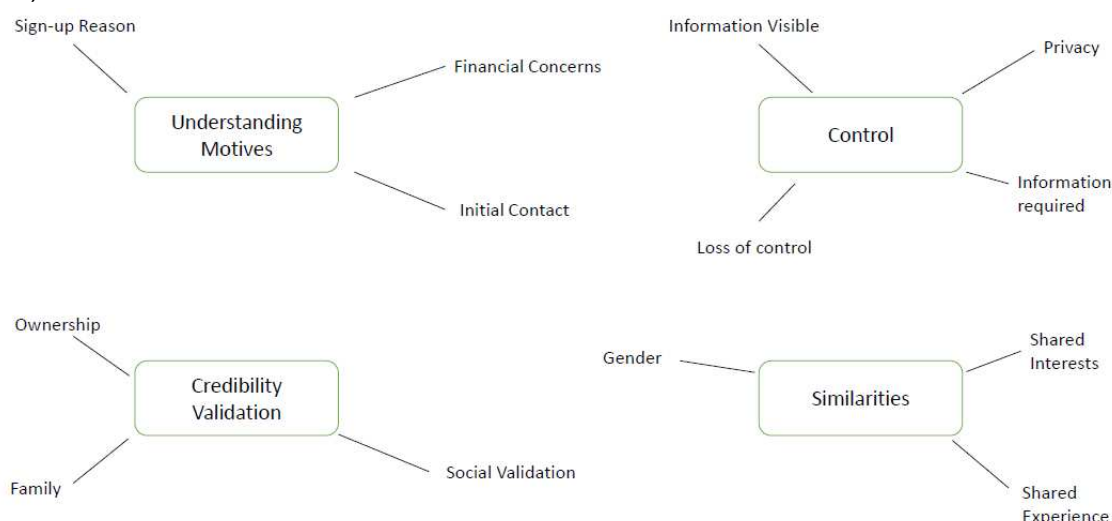 Sign-up Reason
Financial Concerns
Understanding
Motives
Initial Contact
Information Visible
Privacy
Control
Information
required
Loss of control
Ownership
Credibility
Validation
Family
Social Validation
Gender
Shared
Interests
Similarities
Shared
Experience